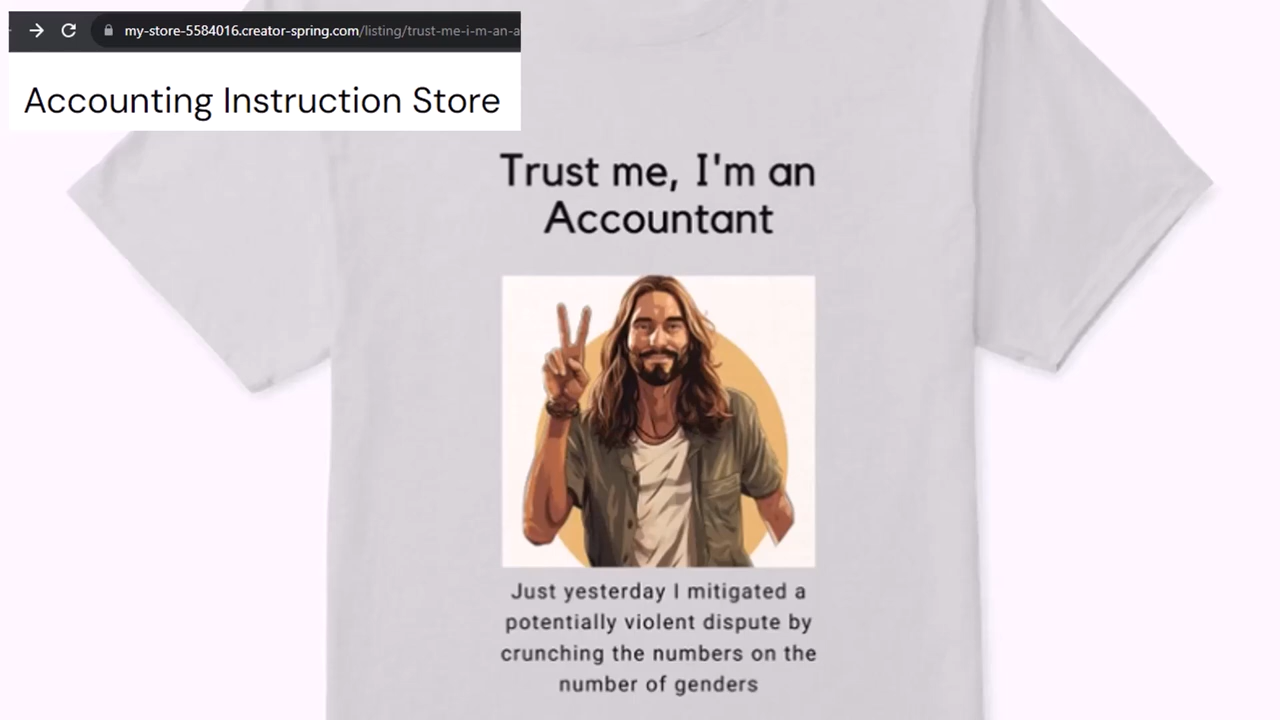 my-store-5584016.creator-spring.com/listing/trust-me-i-m-an-a
Accounting Instruction Store
Trust me, I'm an
Accountant
Just yesterday I mitigated a
potentially violent dispute by
crunching the numbers on the
number of genders